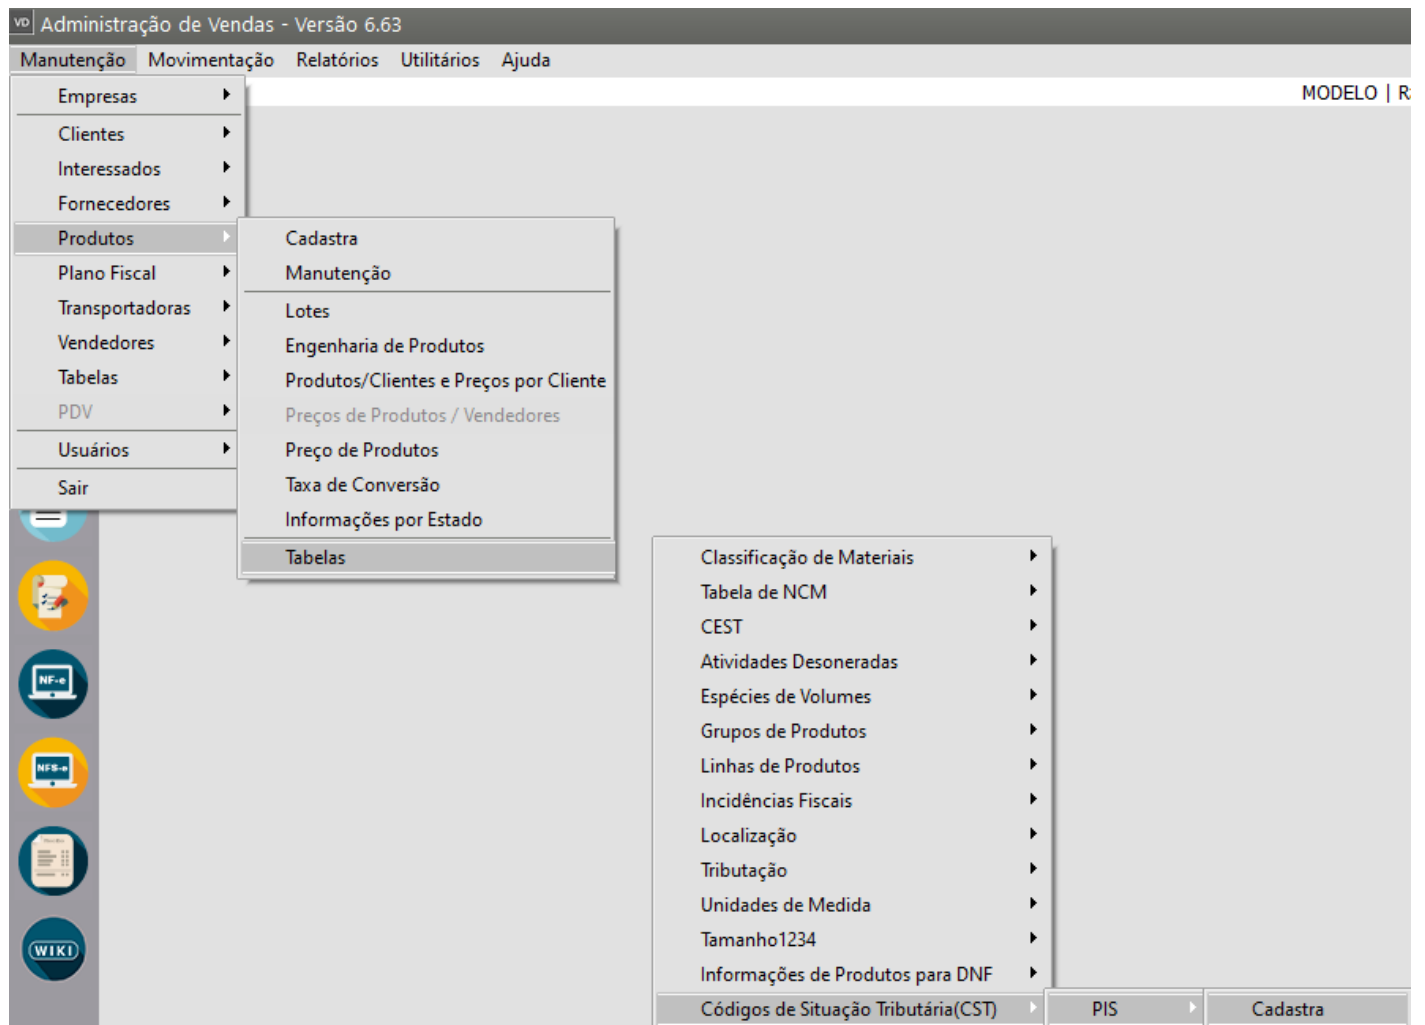 VD Administração de Vendas - Versão 6.63
Manutenção Movimentação Relatórios Utilitários Ajuda
MODELO | R
Empresas
Clientes
Interessados
Fornecedores
Produtos
Plano Fiscal
Transportadoras
Vendedores
Tabelas
PDV
Usuários
Sair
Cadastra
Manutenção
Lotes
Engenharia de Produtos
Produtos/Clientes e Preços por Cliente
Preços de Produtos / Vendedores
Preço de Produtos
Taxa de Conversão
Informações por Estado
Tabelas
Classificação de Materiais
Tabela de NCM
CEST
Atividades Desoneradas
Espécies de Volumes
Grupos de Produtos
Linhas de Produtos
Incidências Fiscais
Localização
Tributação
Unidades de Medida
Tamanho1234
Informações de Produtos para DNF
Códigos de Situação Tributária(CST)
PIS
Cadastra
NF-e
NFS-e
WIKI